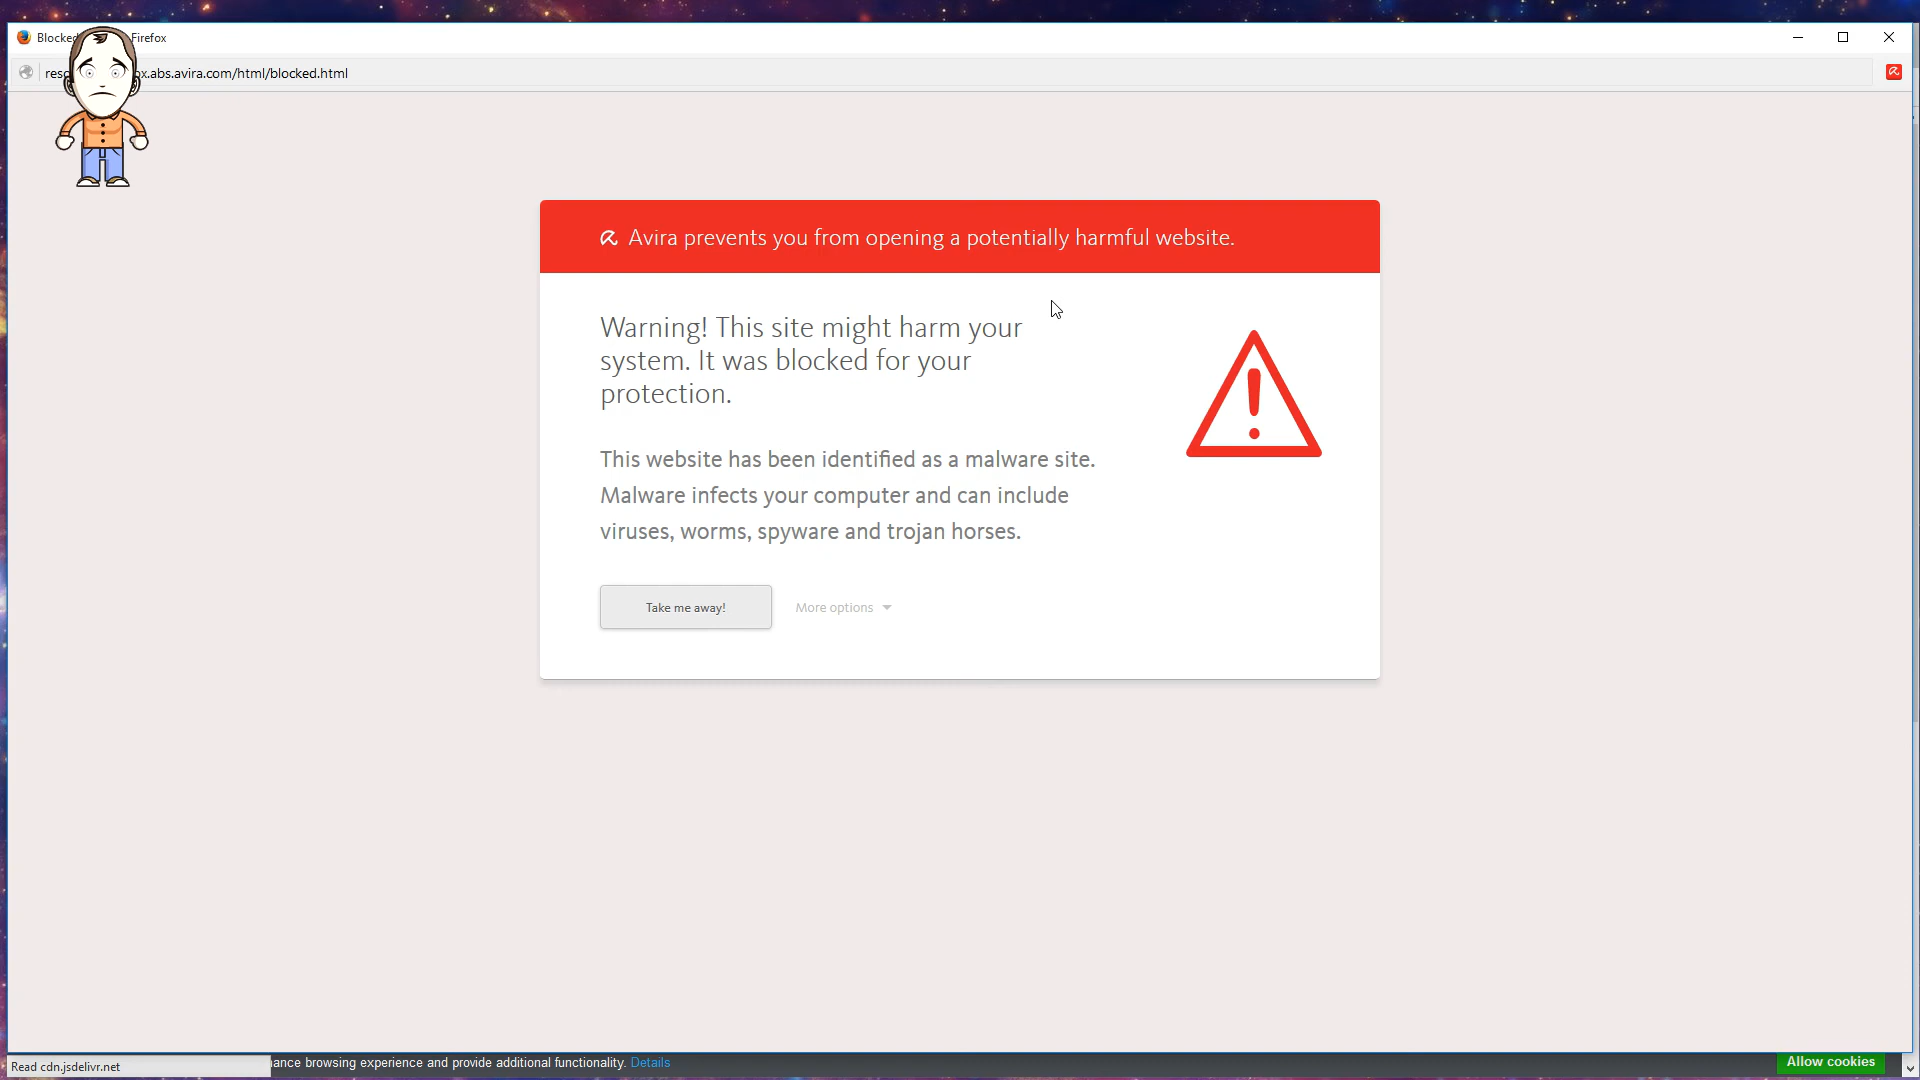 Blocked Firefox
.abs.avira.com/html/blocked.html
Avira prevents you from opening a potentially harmful website.
Warning! This site might harm your
system. It was blocked for your
protection.
This website has been identified as a malware site.
Malware infects your computer and can include
viruses, worms, spyware and trojan horses.
Take me away! More options
Read cdn.jsdelivr.net
browsing experience and provide additional functionality. Details
Allow cookies